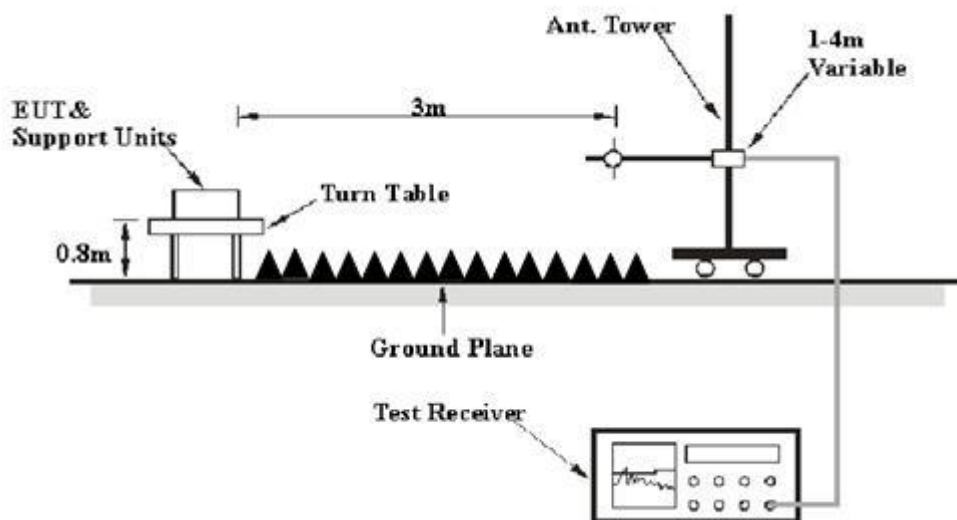 Ant. Tower
1-4m
Variable
3m
EUT&
Support Units
Turn Table
0.8m
Ground Plane
Test Receiver